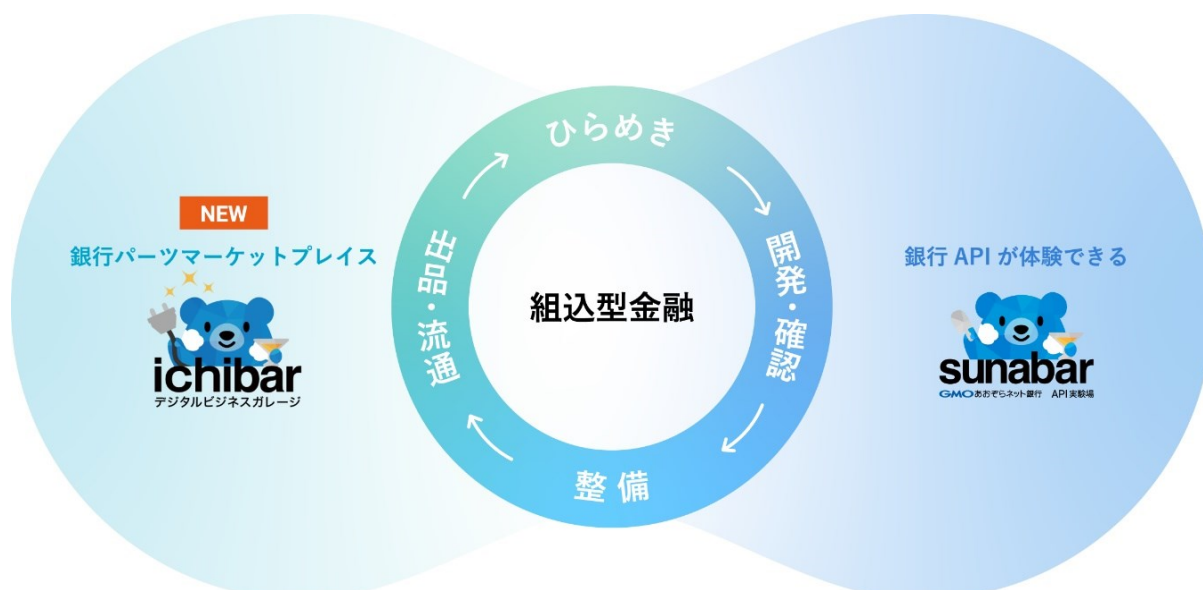 NEW
銀行パーツマーケットプレイス
ichibar
デジタルビジネスガレージ
ひらめき
開発・確認
整備
出品・流通
組込型金融
銀行 API が体験できる
sunabar
GMOあおぞらネット銀行 API実験場